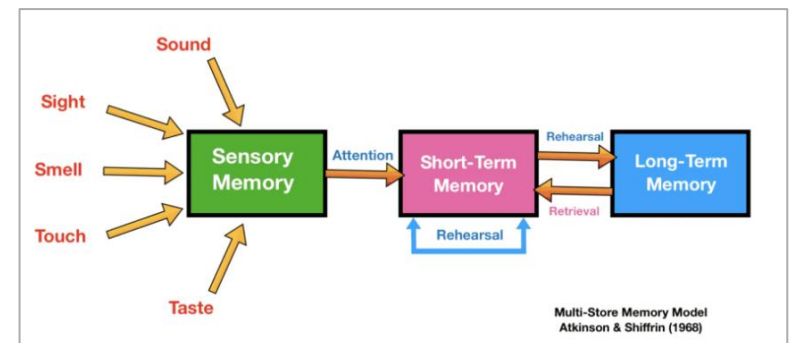 Sound
Sight
Smell
Touch
Taste
Sensory
Memory
Attention
Short-Term
Memory
Rehearsal
Rehearsal
Retrieval
Long-Term
Memory
Multi-Store Memory Model
Atkinson & Shiffrin (1968)